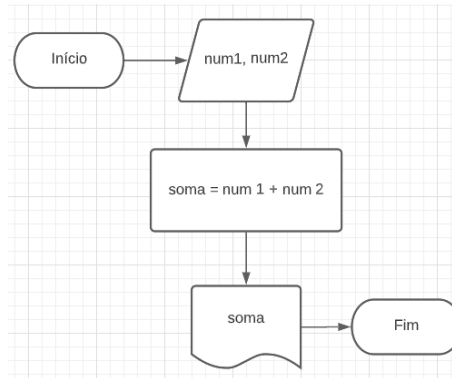 Início
num1, num2
soma = num 1 + num 2
soma
Fim